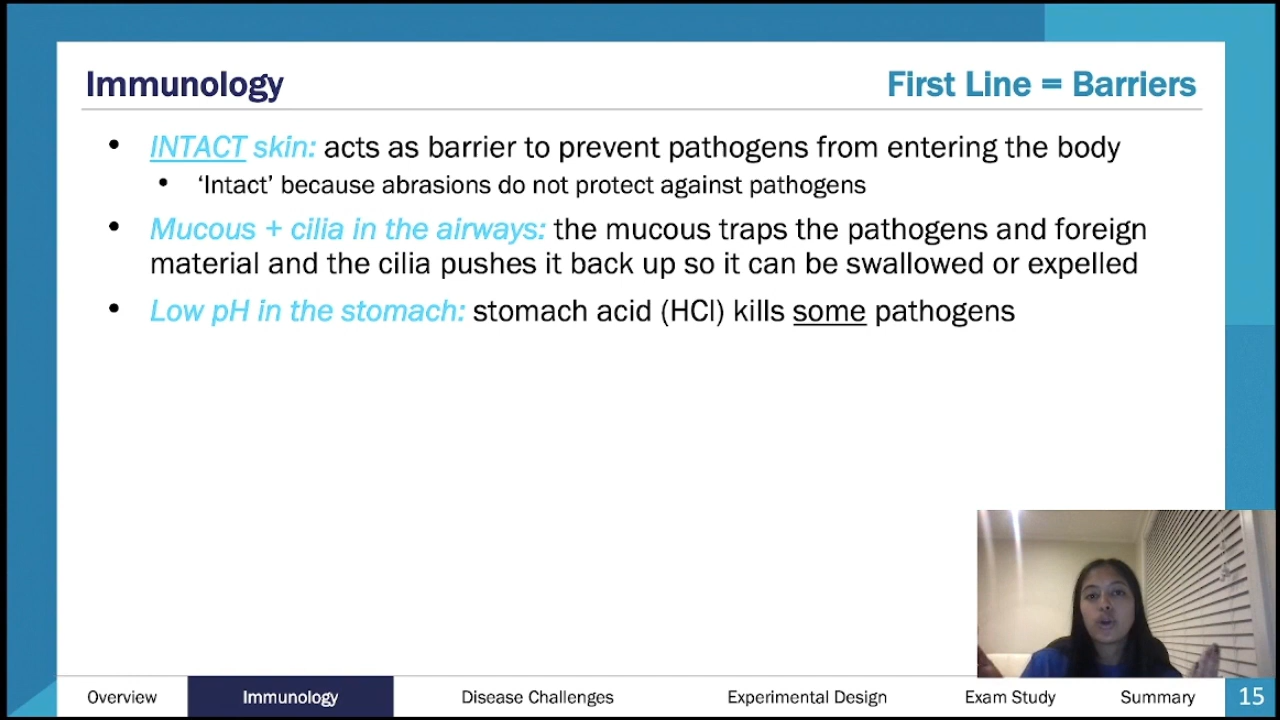 Immunology
First Line = Barriers
INTACT skin: acts as barrier to prevent pathogens from entering the body
‘Intact’ because abrasions do not protect against pathogens
Mucous + cilia in the airways: the mucous traps the pathogens and foreign
material and the cilia pushes it back up so it can be swallowed or expelled
Low pH in the stomach: stomach acid (HCl) kills some pathogens
Overview Immunology Disease Challenges Experimental Design Exam Study Summary 15